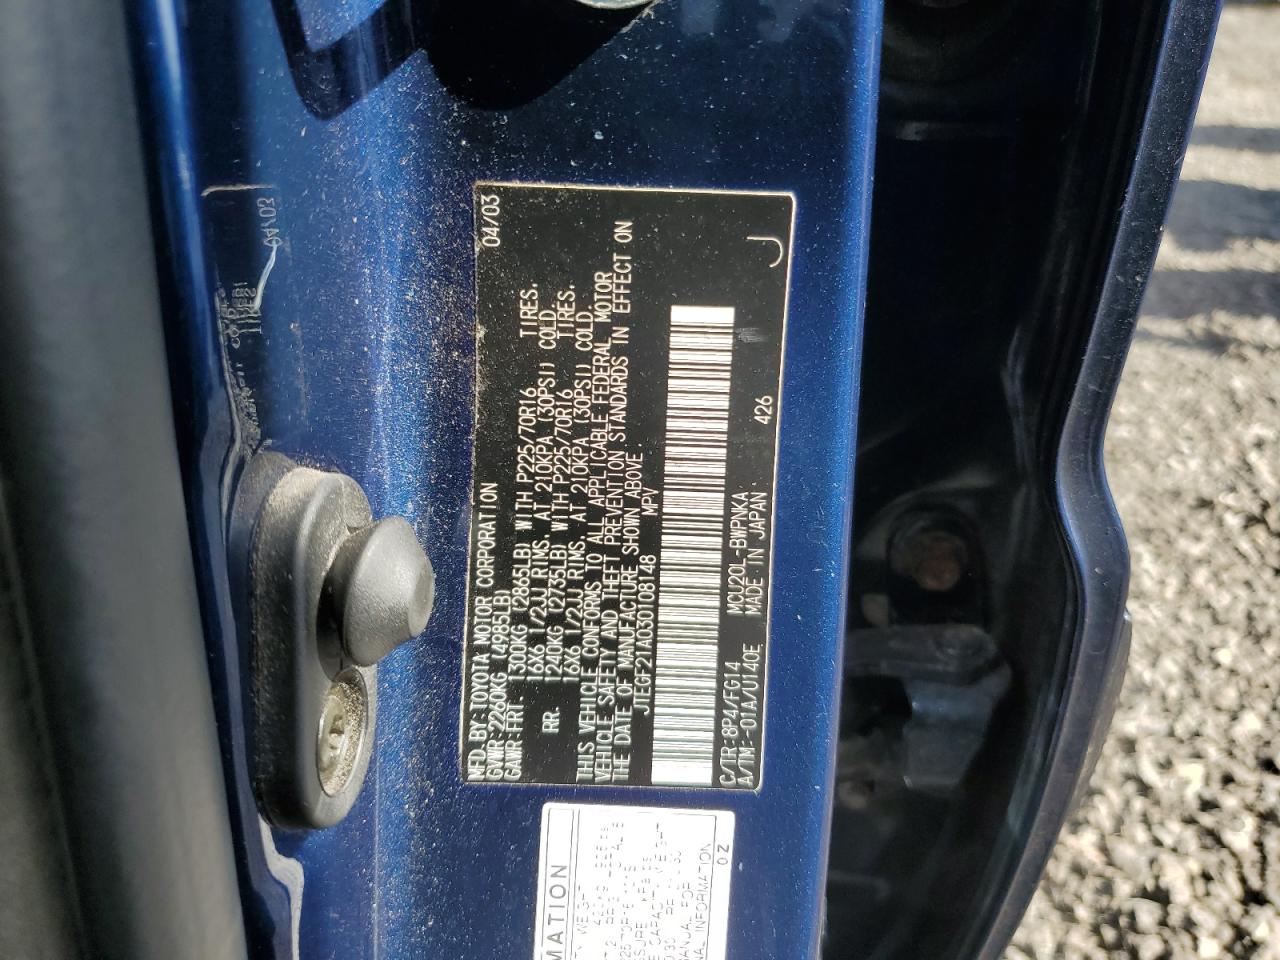 MFD.BY:TOYOTA MOTOR CORPORATION 04/03
GVWR:2260KG (4985LB)
GAWR:FRT. 1300KG (2865LB) WITH P225/70R16 TIRES.
16X6 1/2JJ RIMS. AT 210KPA (30PSI) COLD.
RR. 1240KG (2735LB) WITH P225/70R16 TIRES.
16X6 1/2JJ RIMS. AT 210KPA (30PSI) COLD.
THIS VEHICLE CONFORMS TO ALL APPLICABLE FEDERAL MOTOR
VEHICLE SAFETY AND THEFT PREVENTION STANDARDS IN EFFECT ON
THE DATE OF MANUFACTURE SHOWN ABOVE.
JTEGF21A030108148 MPV
C/TR:8P4/FG14 MCU20L-BWPNKA
A/TM:-01A/U140E MADE IN JAPAN 426
J
MATION
OZ